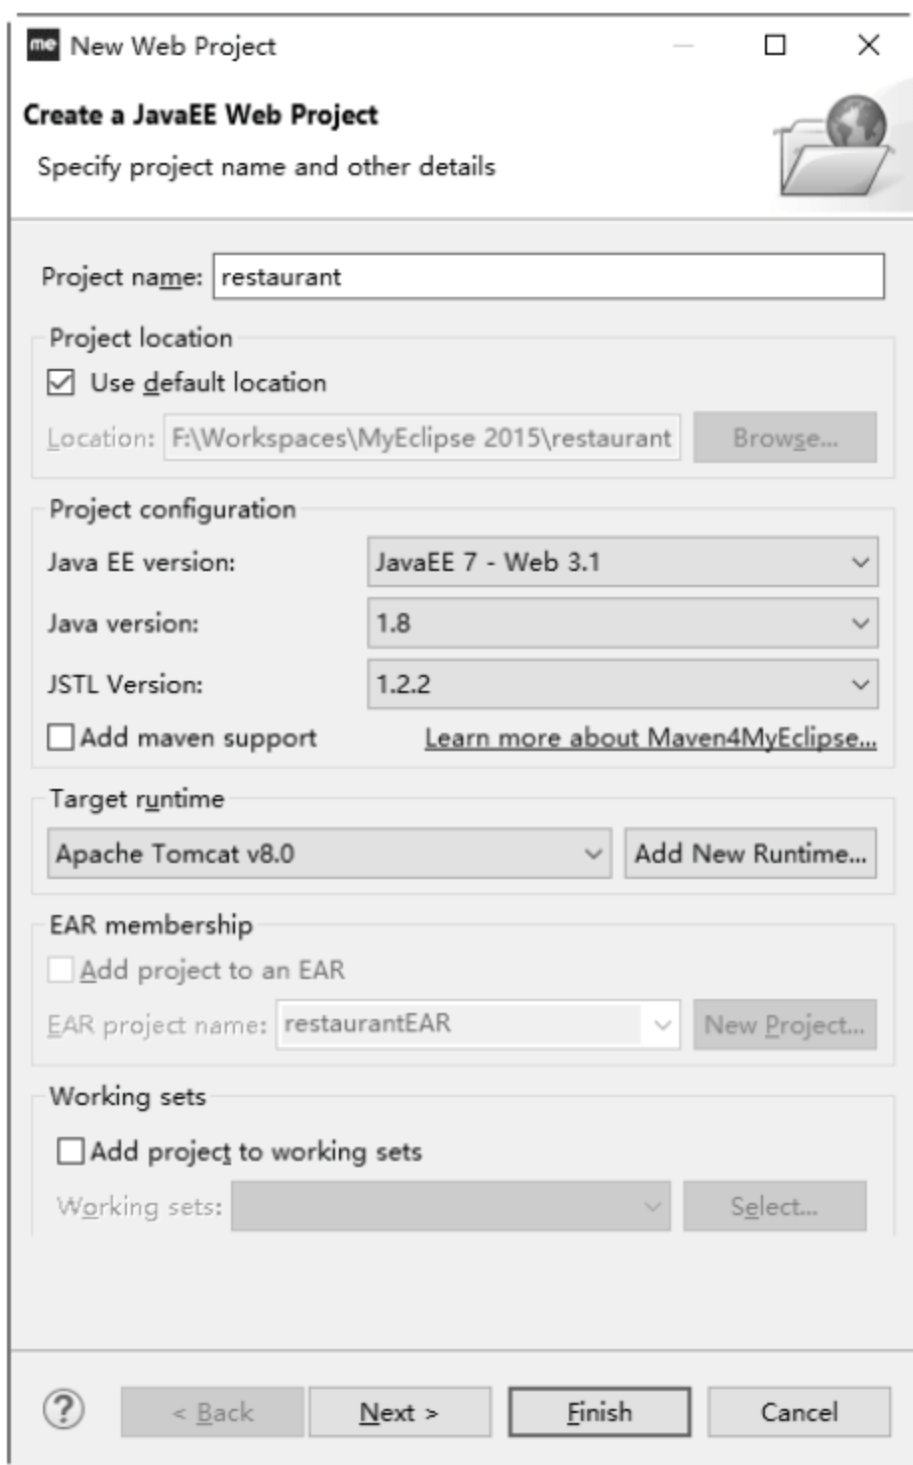 me New Web Project
Create a JavaEE Web Project
Specify project name and other details
Project name: restaurant
Project location
Use default location
Location: F:\Workspaces\MyEclipse 2015\restaurant Browse...
Project configuration
Java EE version: JavaEE 7 - Web 3.1
Java version: 1.8
JSTL Version: 1.2.2
Add maven support Learn more about Maven4MyEclipse...
Target runtime
Apache Tomcat v8.0 Add New Runtime...
EAR membership
Add project to an EAR
EAR project name: restaurantEAR New Project...
Working sets
Add project to working sets
Working sets: Select...
? < Back Next > Finish Cancel